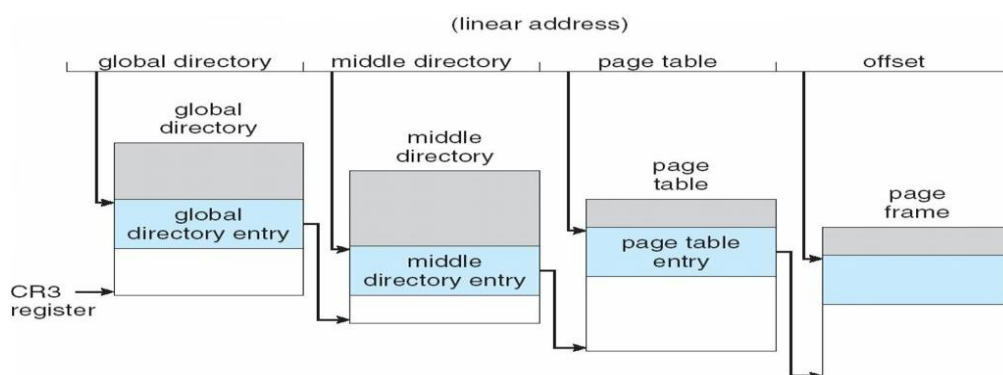 (linear address)
global directory
middle directory
page table
offset
global
directory
middle
directory
page
table
page
frame
global
directory entry
middle
directory entry
page table
entry
CR3
register